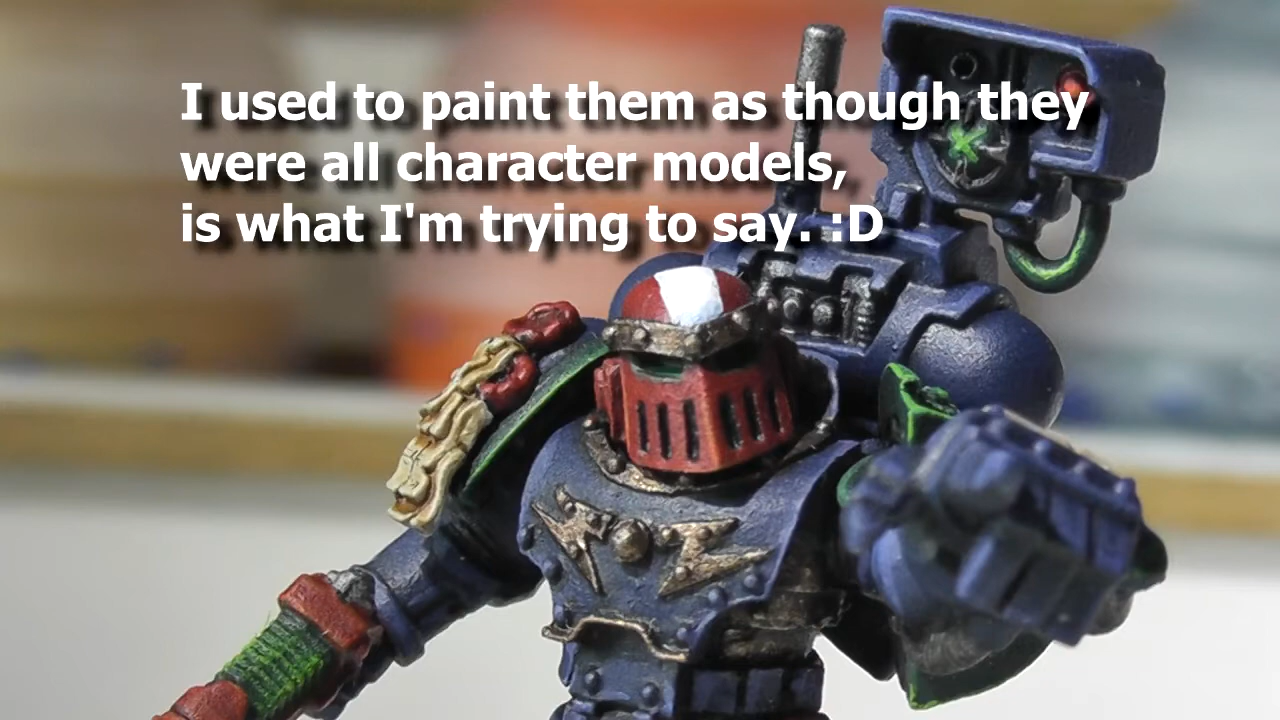 I used to paint them as though they
were all character models,
is what I'm trying to say. :D